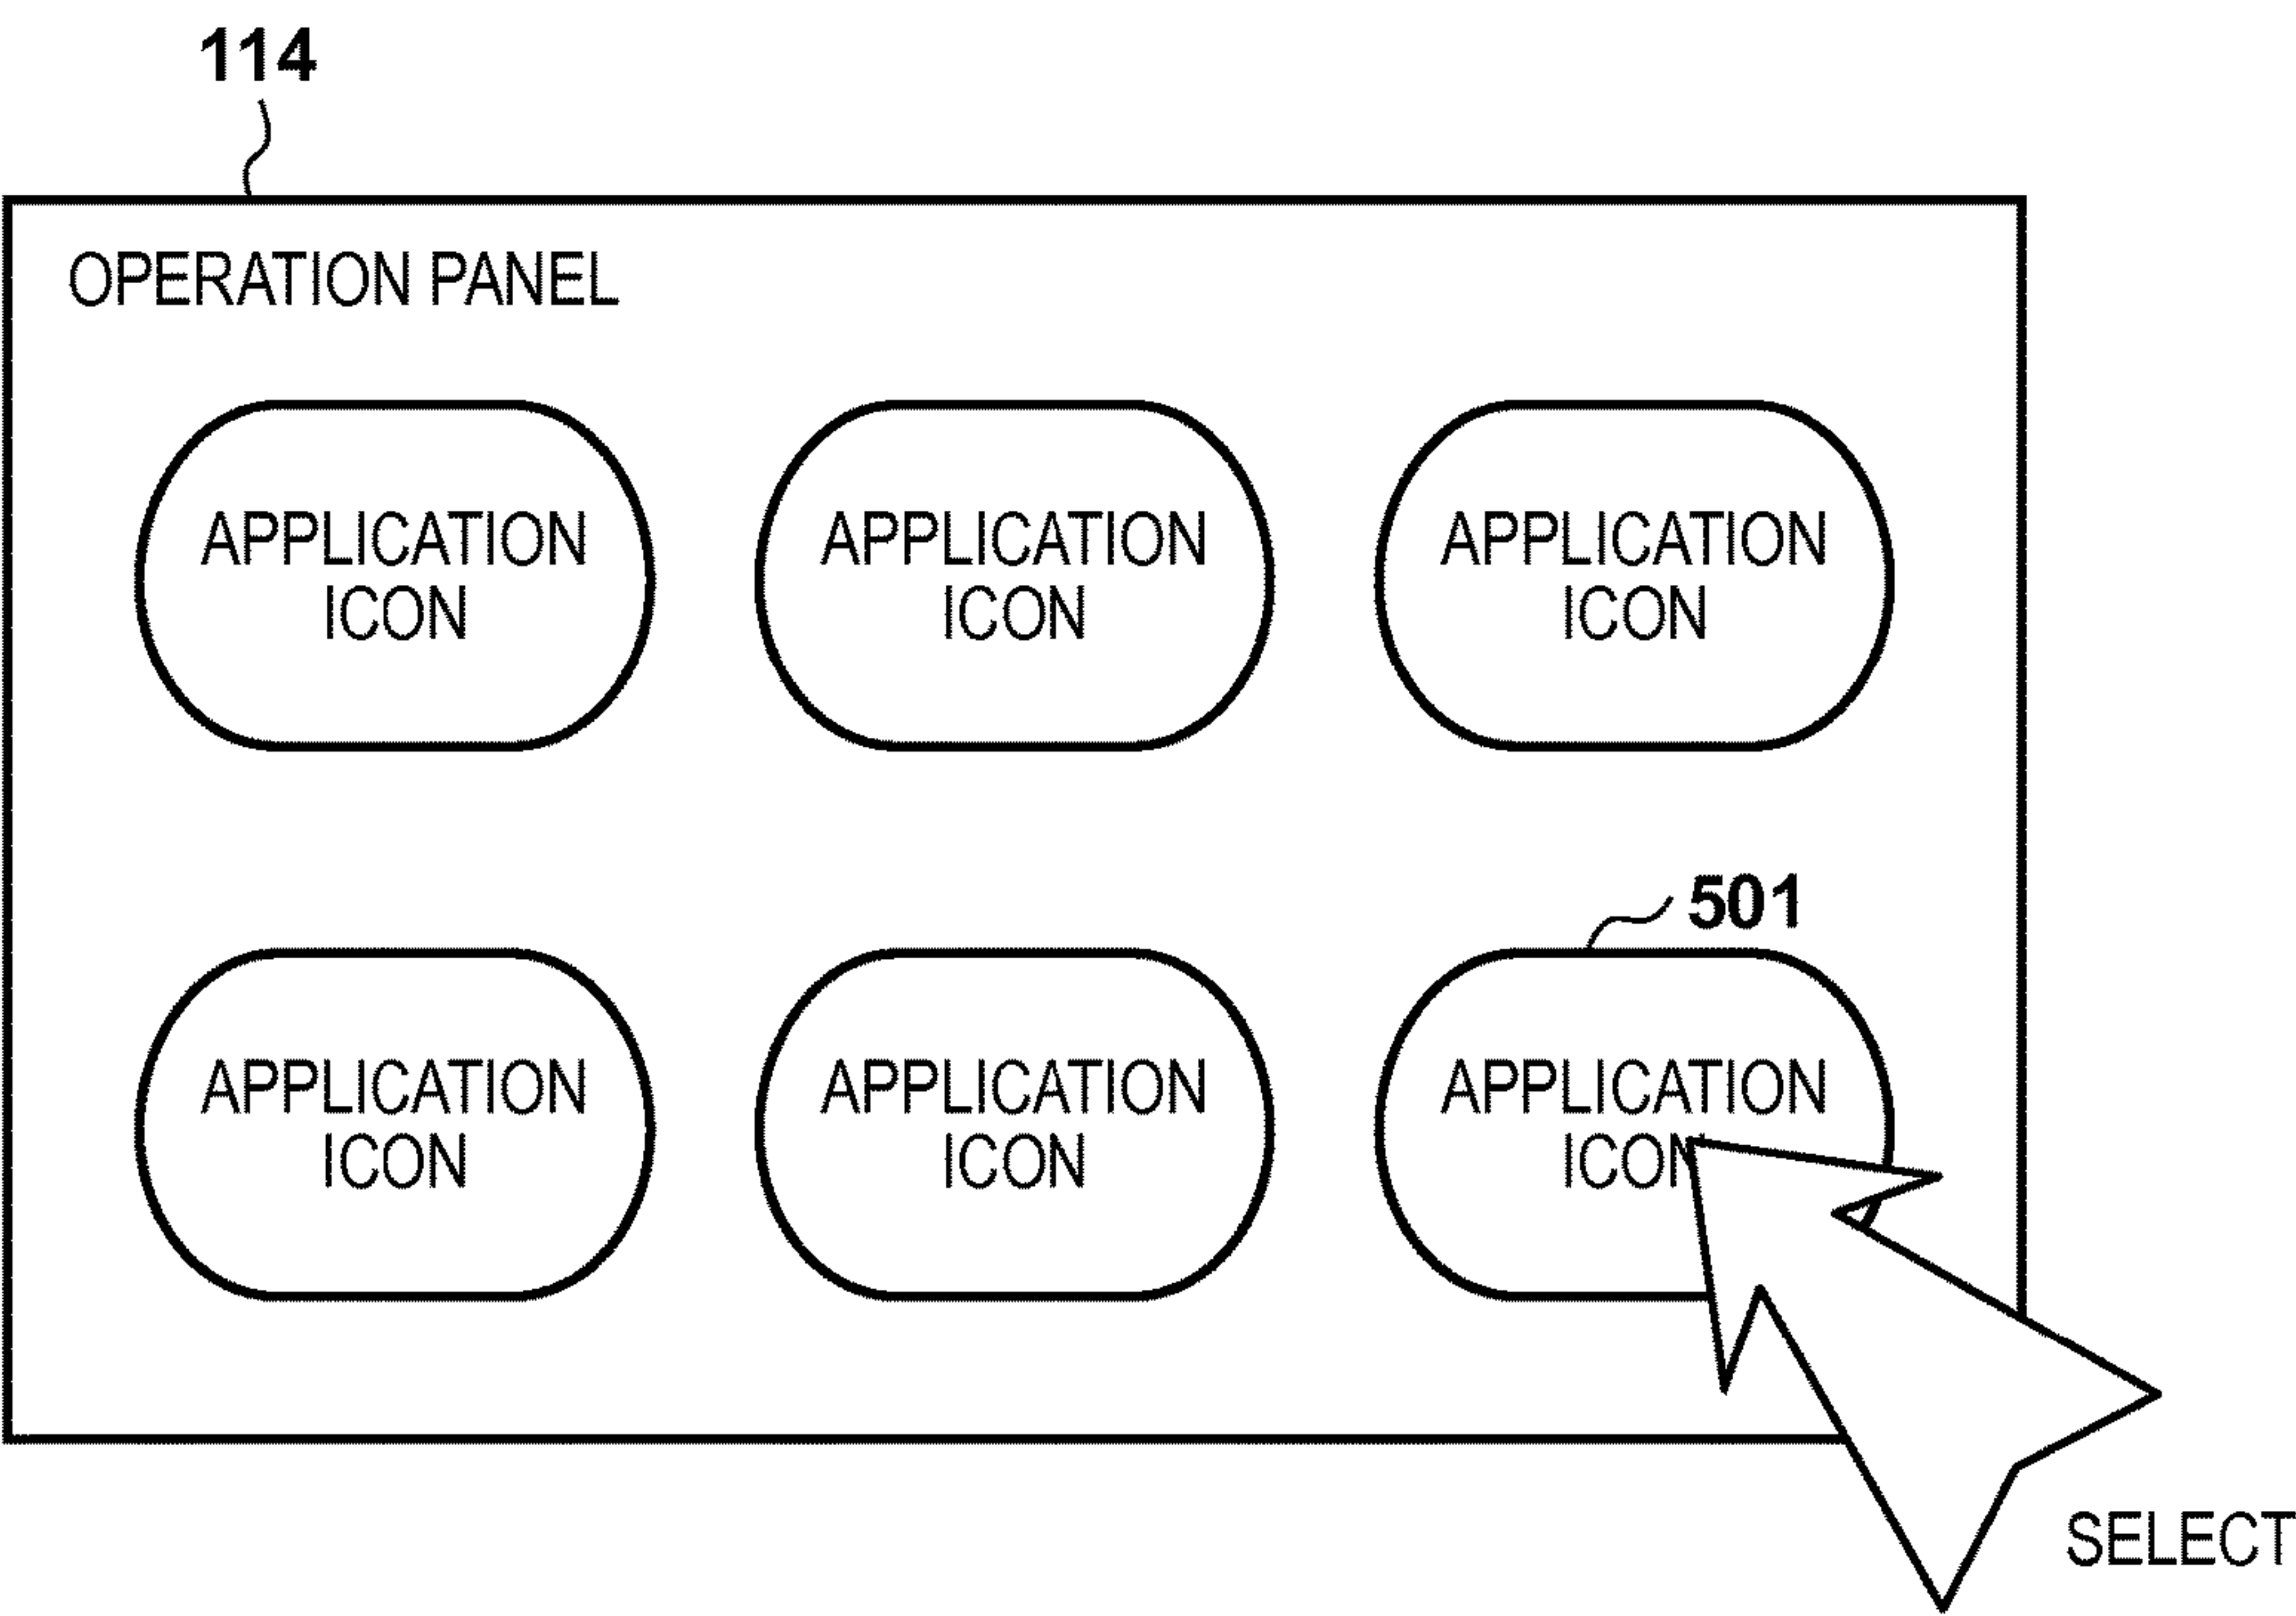 114
OPERATION PANEL
APPLICATION
ICON
APPLICATION
ICON
APPLICATION
ICON
501
APPLICATION
ICON
APPLICATION
ICON
APPLICATION
ICON
SELECT